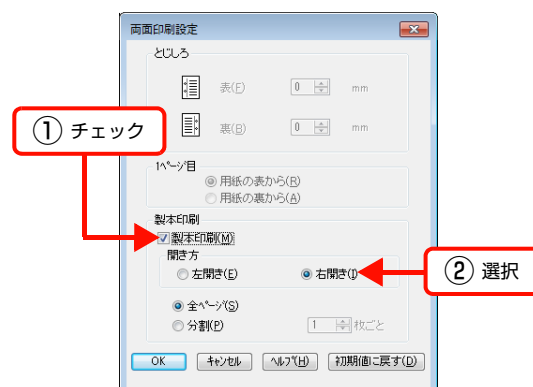 両面印刷設定
とじしろ
表(F) 0 mm
裏(B) 0 mm
① チェック
1ページ目
用紙の表から(R)
用紙の裏から(A)
製本印刷
製本印刷(M)
開き方
左開き(E) 右開き(I)
② 選択
全ページ(S)
分割(P) 1 枚ごと
OK キャンセル ヘルプ(H) 初期値に戻す(D)